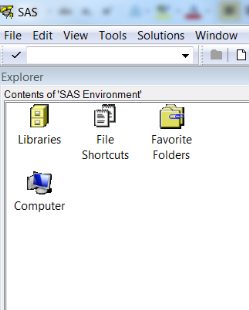 SAS
File Edit View Tools Solutions Window
Explorer
Contents of 'SAS Environment'
Libraries File Shortcuts Favorite Folders
Computer